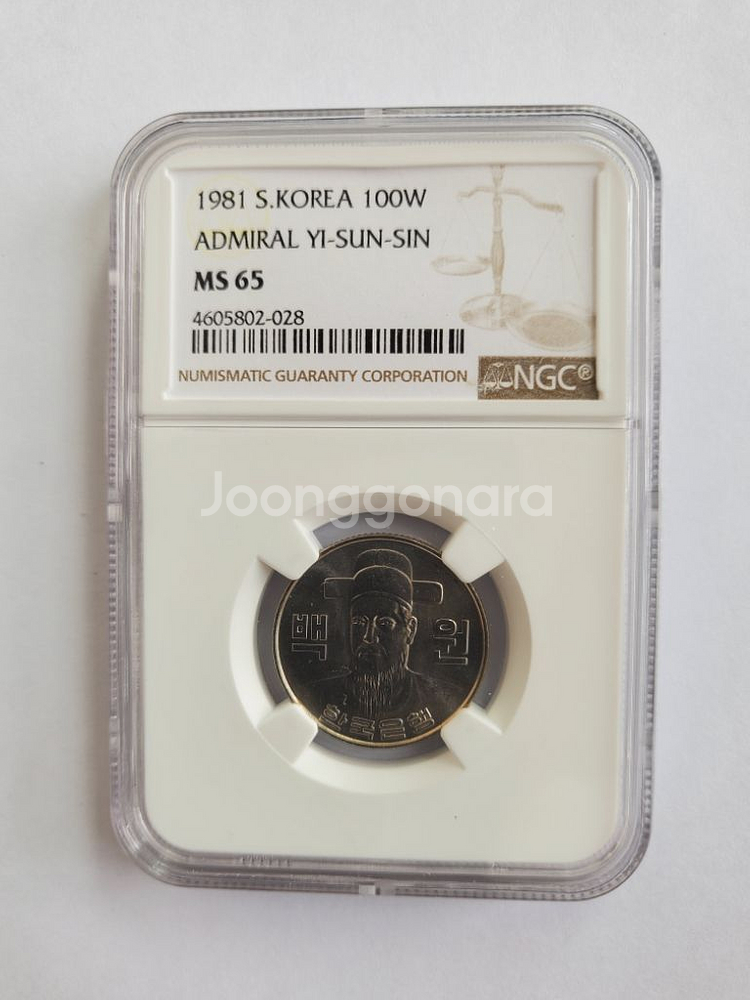 1981 S.KOREA 100W
ADMIRAL YI-SUN-SIN
MS 65
4605802-028
NUMISMATIC GUARANTY CORPORATION
NGC®
Joonggonara
백 원
한국은행